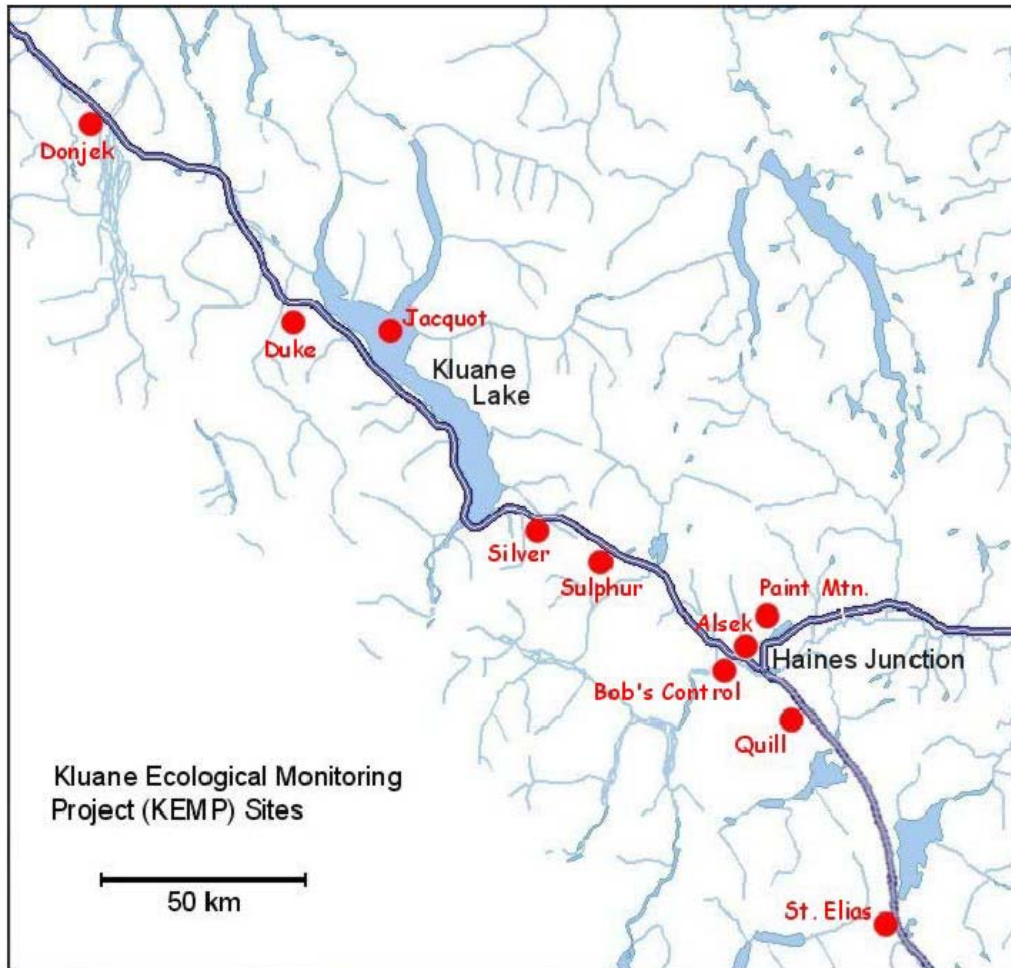 Donjek
Jacquot
Duke
Kluane
Lake
Silver
Sulphur
Paint Mtn.
Alsek
Haines Junction
Bob's Control
Quill
Kluane Ecological Monitoring
Project (KEMP) Sites
50 km
St. Elias